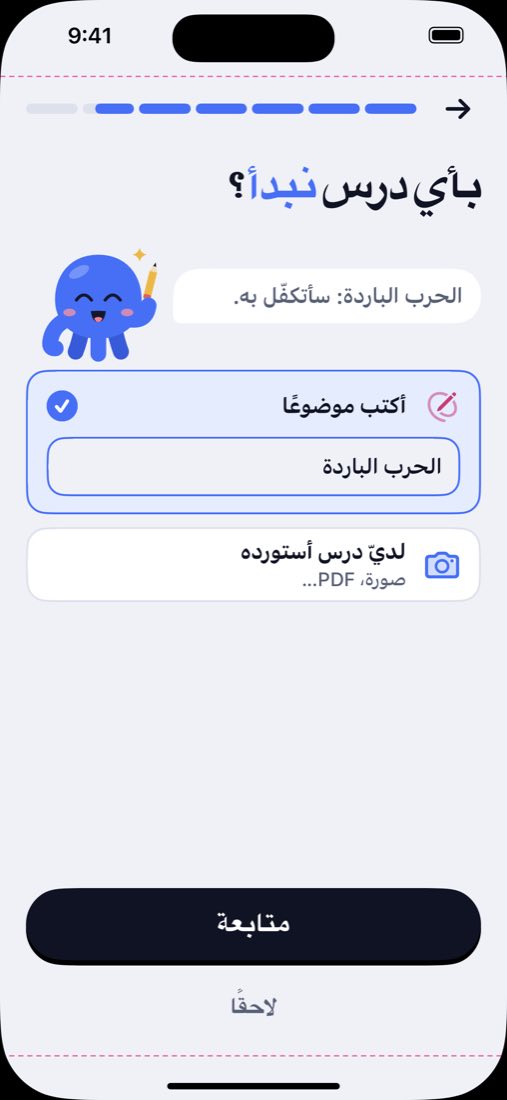 9:41
بأي درس نبدأ؟
الحرب الباردة: سأتكفّل به.
أكتب موضوعًا
الحرب الباردة
لديّ درس أستورده
صورة، PDF...
متابعة
لاحقًا